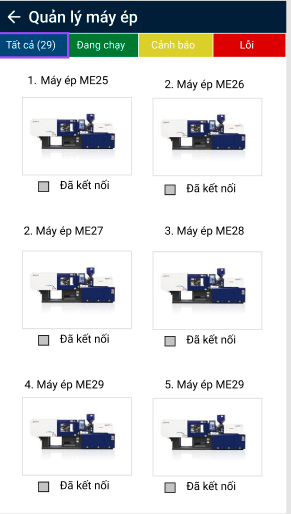 ← Quản lý máy ép
Tất cả (29) Đang chạy Cảnh báo Lỗi
1. Máy ép ME25 2. Máy ép ME26
Đã kết nối Đã kết nối
2. Máy ép ME27 3. Máy ép ME28
Đã kết nối Đã kết nối
4. Máy ép ME29 5. Máy ép ME29
Đã kết nối Đã kết nối